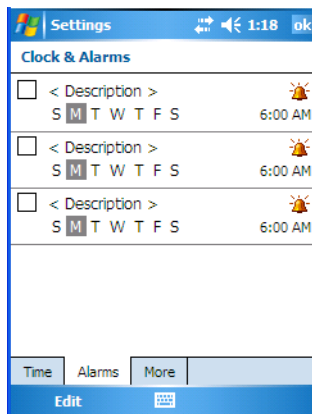 Settings 1:18 ok
Clock & Alarms
< Description >
S M T W T F S 6:00 AM
< Description >
S M T W T F S 6:00 AM
< Description >
S M T W T F S 6:00 AM
Time Alarms More
Edit